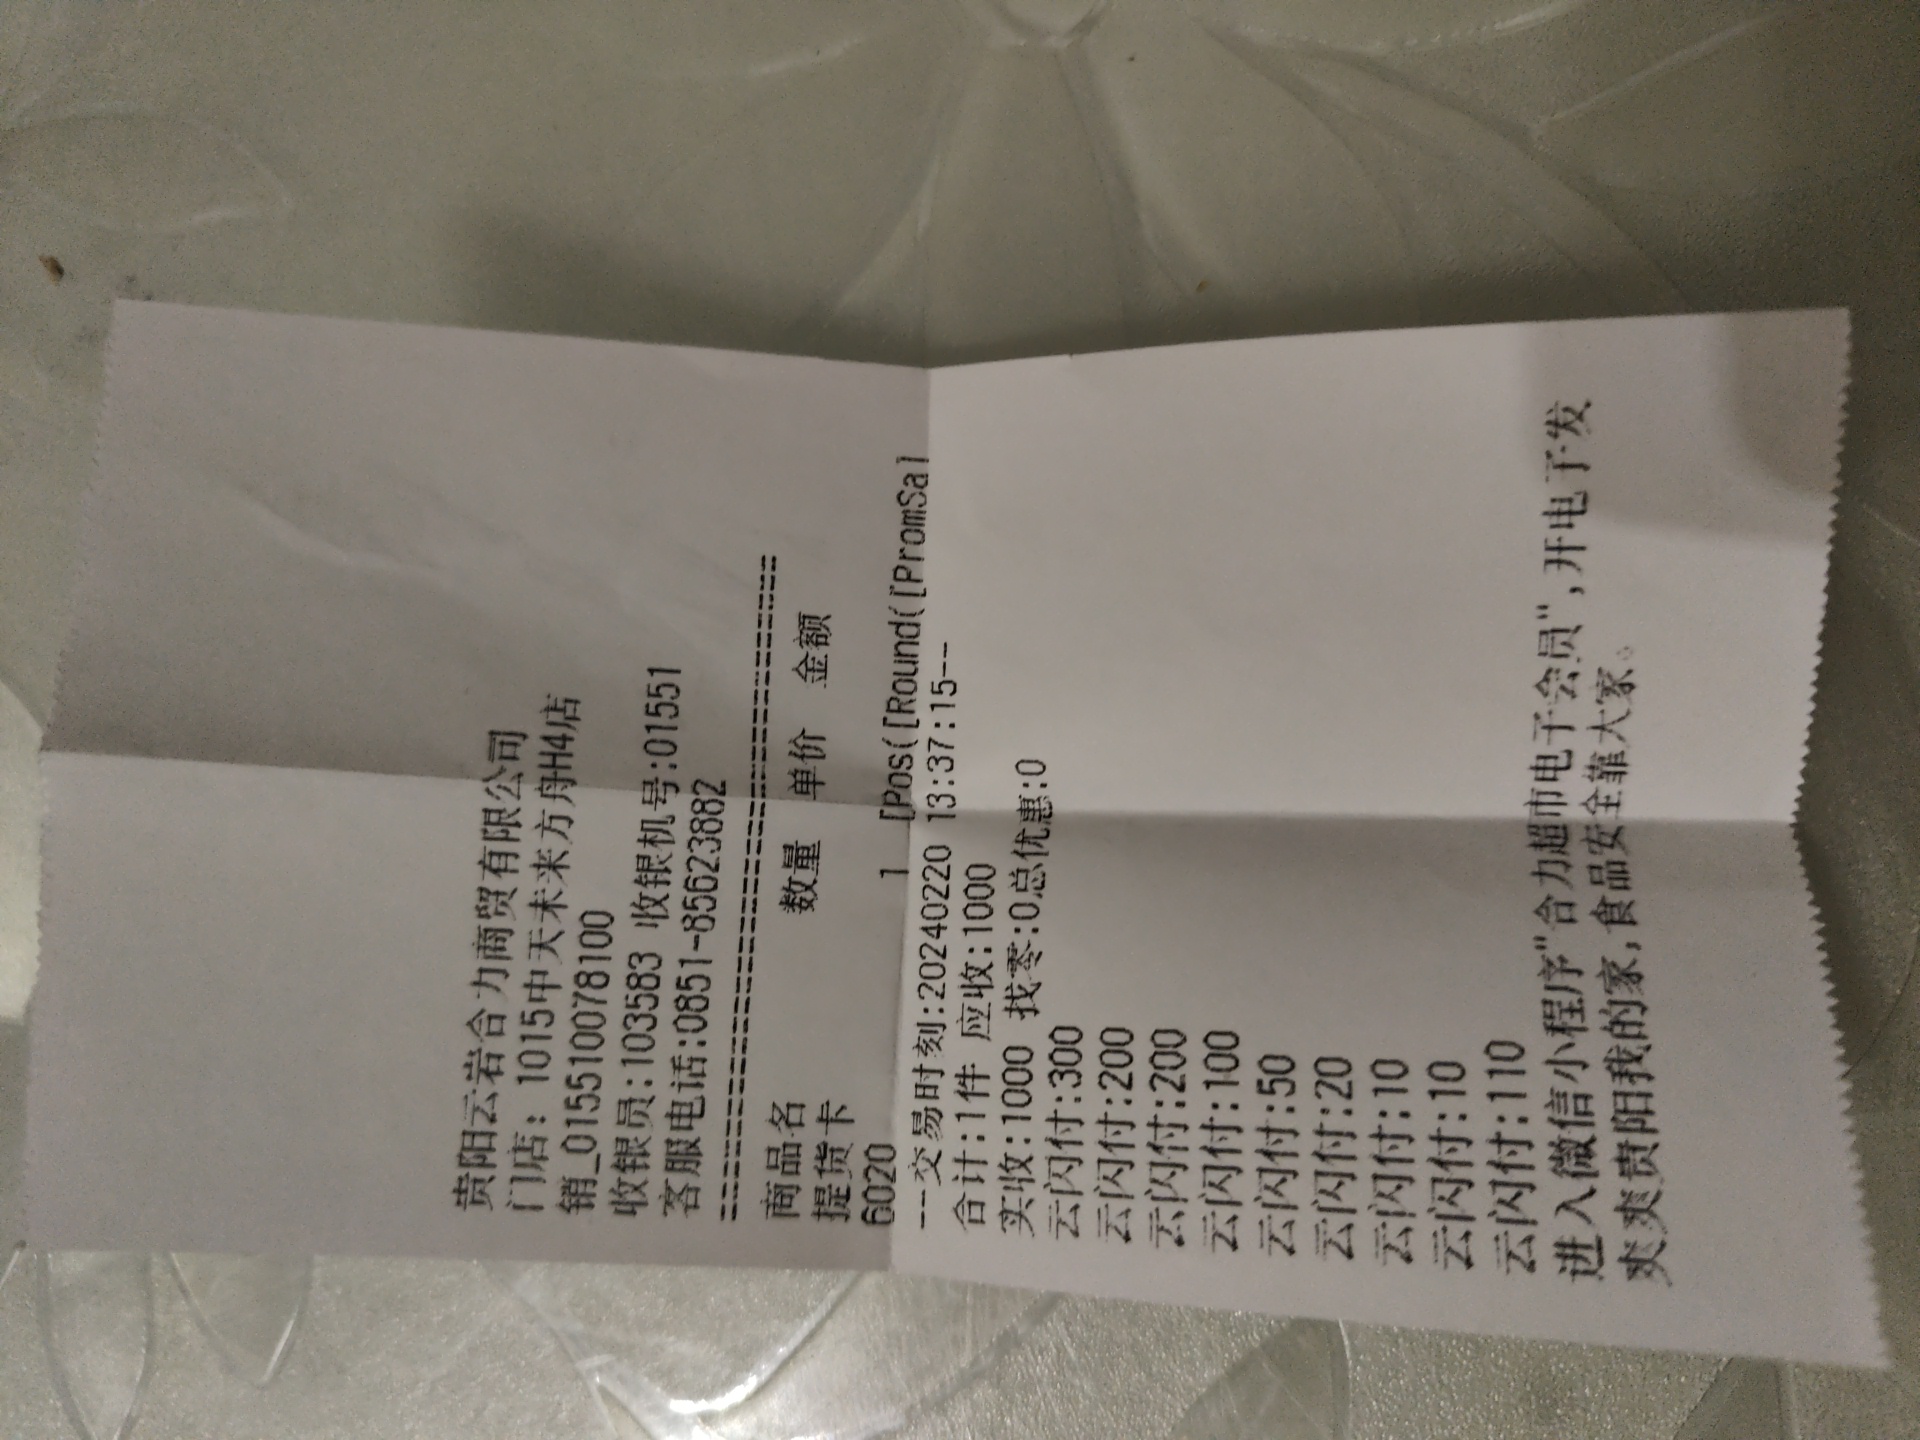 贵阳云岩合力商贸有限公司
门店: 1015中天未来方舟H4店
销_0155100781​00
收银员:103583 收银机号:01551
客服电话:0851-85623882
================================
商品名 数量 单价 金额
提货卡
6020 1 [Pos([Round([PromSal
---交易时刻:20240220 13:37:15--
合计:1件 应收:1000
实收:1000 找零:0总优惠:0
云闪付:300
云闪付:200
云闪付:200
云闪付:100
云闪付:50
云闪付:20
云闪付:10
云闪付:10
云闪付:110
进入微信小程序"合力超市电子会员",开电子发
爽爽贵阳我的家,食品安全靠大家。